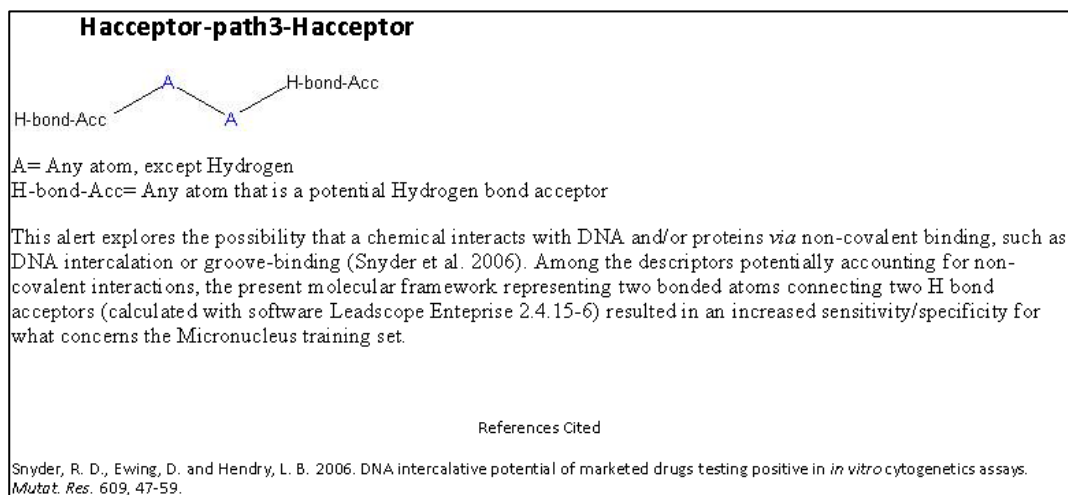 Hacceptor-path3-Hacceptor
A
H-bond-Acc
H-bond-Acc
A
A= Any atom, except Hydrogen
H-bond-Acc= Any atom that is a potential Hydrogen bond acceptor
This alert explores the possibility that a chemical interacts with DNA and/or proteins via non-covalent binding, such as
DNA intercalation or groove-binding (Snyder et al. 2006). Among the descriptors potentially accounting for non-
covalent interactions, the present molecular framework representing two bonded atoms connecting two H bond
acceptors (calculated with software Leadscope Enteprise 2.4.15-6) resulted in an increased sensitivity/specificity for
what concerns the Micronucleus training set.
References Cited
Snyder, R. D., Ewing, D. and Hendry, L. B. 2006. DNA intercalative potential of marketed drugs testing positive in in vitro cytogenetics assays.
Mutat. Res. 609, 47-59.